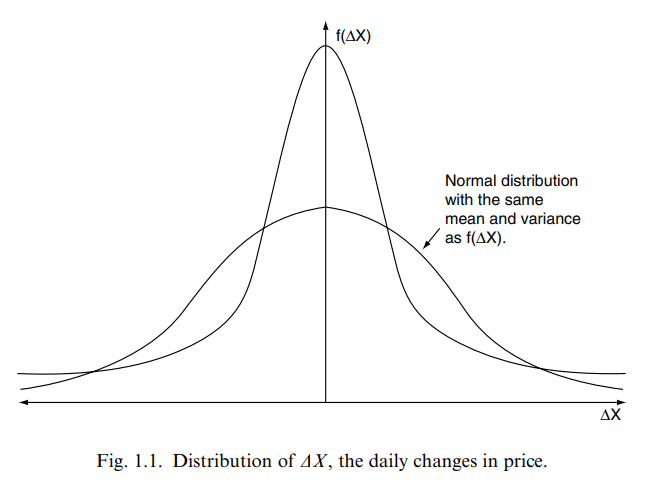 f(ΔX)
Normal distribution
with the same
mean and variance
as f(ΔX).
ΔX
Fig. 1.1. Distribution of ΔX, the daily changes in price.